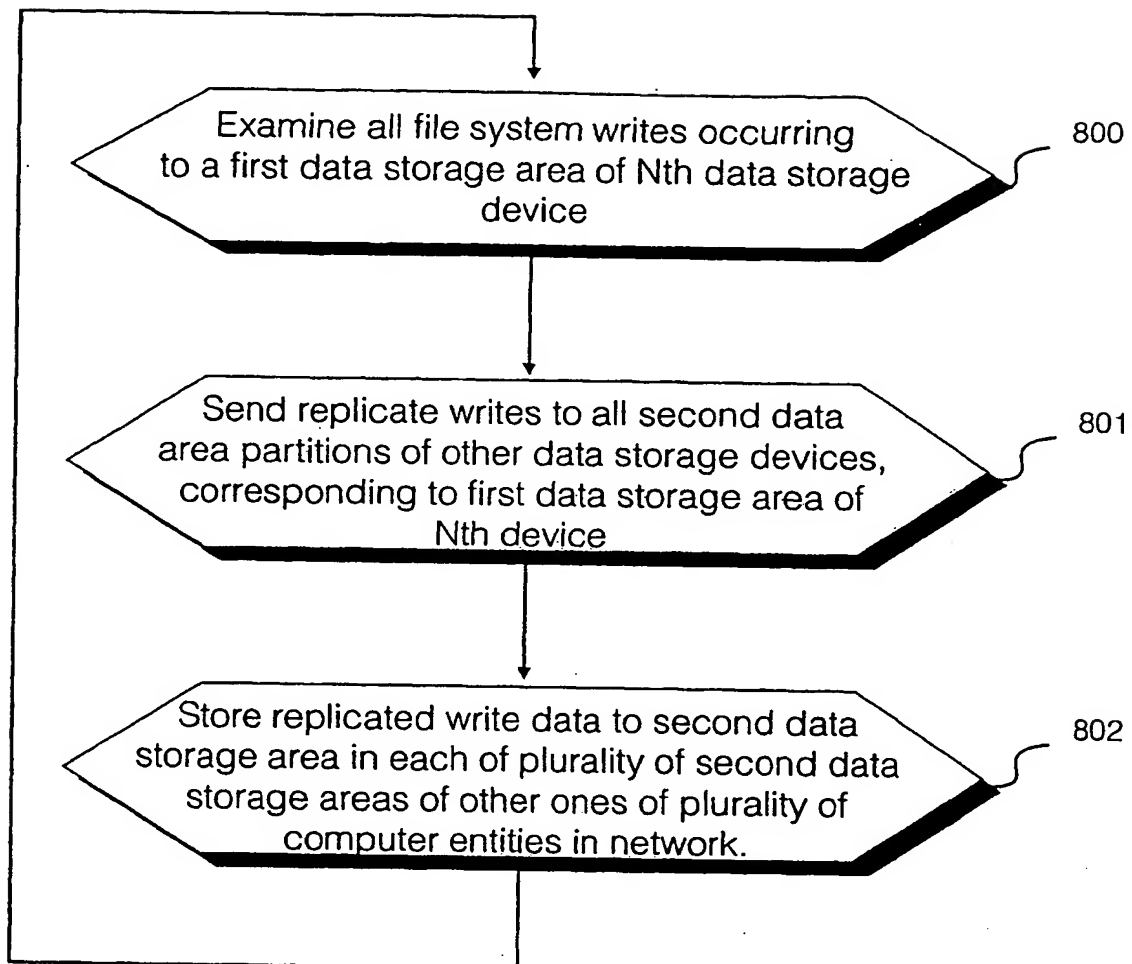 Examine all file system writes occurring
to a first data storage area of Nth data storage
device
800
Send replicate writes to all second data
area partitions of other data storage devices,
corresponding to first data storage area of
Nth device
801
Store replicated write data to second data
storage area in each of plurality of second data
storage areas of other ones of plurality of
computer entities in network.
802